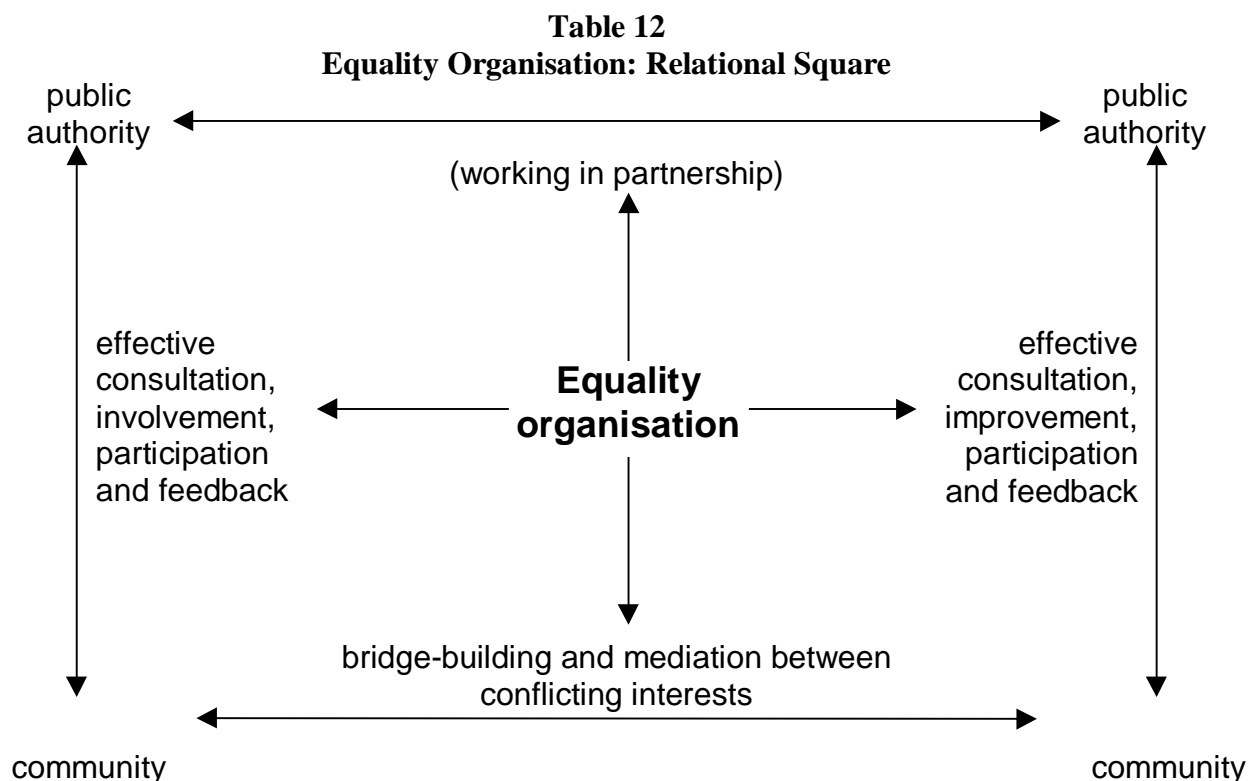 Table 12
Equality Organisation: Relational Square
public
authority
public
authority
(working in partnership)
effective
consultation,
involvement,
participation
and feedback
Equality
organisation
effective
consultation,
improvement,
participation
and feedback
bridge-building and mediation between
conflicting interests
community
community